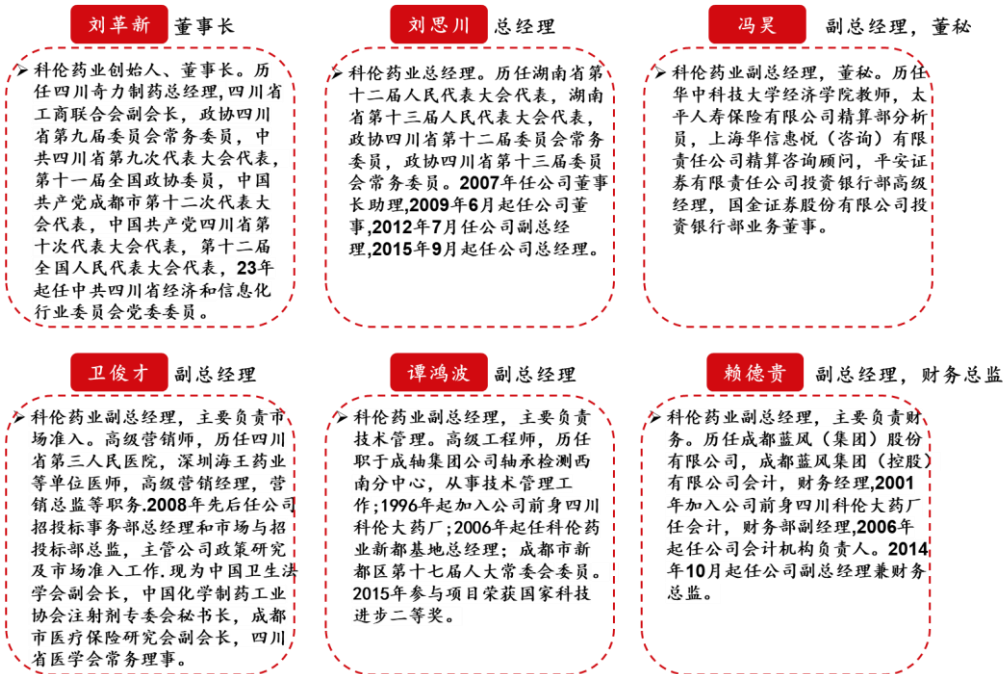 刘革新 董事长
➢科伦药业创始人、董事长。历
任四川奇力制药总经理,四川省
工商联合会副会长，政协四川
省第九届委员会常务委员，中
共四川省第九次代表大会代表，
第十一届全国政协委员，中国
共产党成都市第十二次代表大
会代表，中国共产党四川省第
十次代表大会代表，第十二届
全国人民代表大会代表，23年
起任中共四川省经济和信息化
行业委员会党委委员。
刘思川 总经理
➢科伦药业总经理。历任湖南省第
十二届人民代表大会代表，湖南
省第十三届人民代表大会代表，
政协四川省第十二届委员会常务
委员，政协四川省第十三届委员
会常务委员。2007年任公司董事
长助理,2009年6月起任公司董
事,2012年7月任公司副总经
理,2015年9月起任公司总经理。
冯昊 副总经理，董秘
➢科伦药业副总经理，董秘。历任
华中科技大学经济学院教师，太
平人寿保险有限公司精算部分析
员，上海华信惠悦（咨询）有限
责任公司精算咨询顾问，平安证
券有限责任公司投资银行部高级
经理，国金证券股份有限公司投
资银行部业务董事。
卫俊才 副总经理
➢科伦药业副总经理，主要负责市
场准入。高级营销师，历任四川
省第三人民医院，深圳海王药业
等单位医师，高级营销经理，营
销总监等职务.2008年先后任公司
招投标事务部总经理和市场与招
投标部总监，主管公司政策研究
及市场准入工作.现为中国卫生法
学会副会长，中国化学制药工业
协会注射剂专委会秘书长，成都
市医疗保险研究会副会长，四川
省医学会常务理事。
谭鸿波 副总经理
➢科伦药业副总经理，主要负责
技术管理。高级工程师，历任
职于成轴集团公司轴承检测西
南分中心，从事技术管理工
作;1996年起加入公司前身四川
科伦大药厂;2006年起任科伦药
业新都基地总经理；成都市新
都区第十七届人大常委会委员。
2015年参与项目荣获国家科技
进步二等奖。
赖德贵 副总经理，财务总监
➢科伦药业副总经理，主要负责财
务。历任成都蓝风（集团）股份
有限公司，成都蓝风集团（控股）
有限公司会计，财务经理,2001
年加入公司前身四川科伦大药厂
任会计，财务部副经理,2006年
起任公司会计机构负责人。2014
年10月起任公司副总经理兼财务
总监。